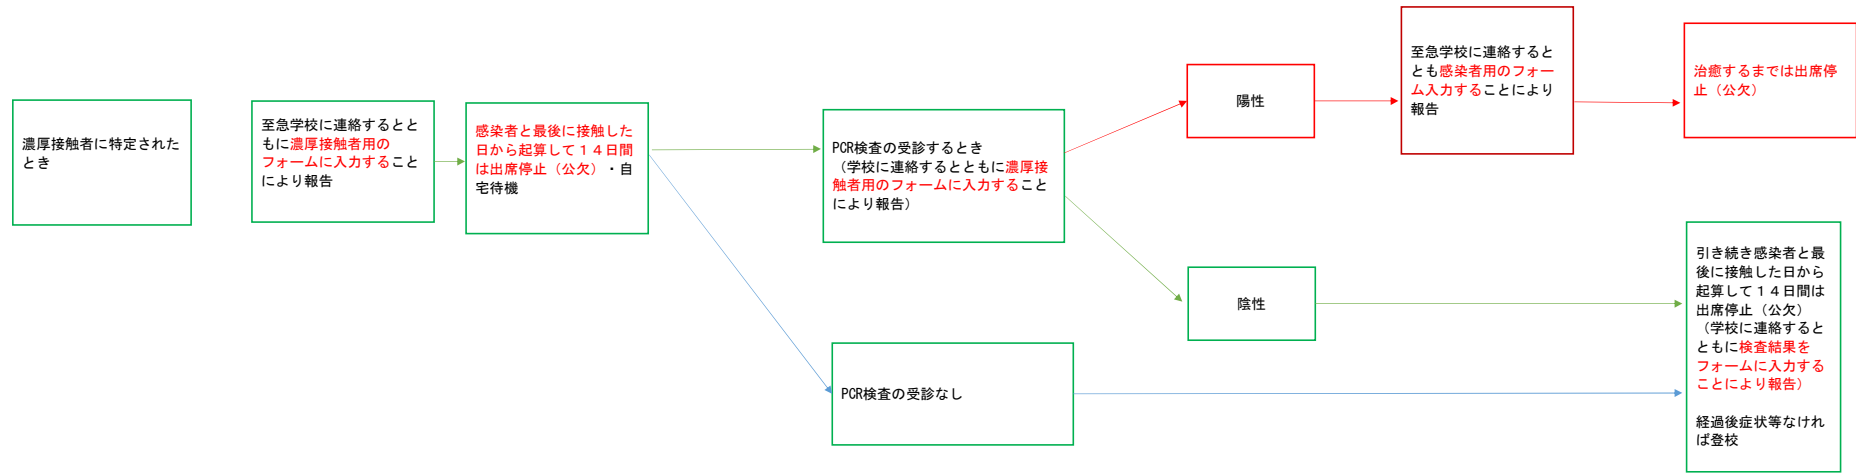 濃厚接触者に特定された
とき
至急学校に連絡するとと
もに濃厚接触者用の
フォームに入力すること
により報告
感染者と最後に接触した
日から起算して１４日間
は出席停止（公欠）・自
宅待機
PCR検査の受診するとき
（学校に連絡するとともに濃厚接
触者用のフォームに入力すること
により報告）
PCR検査の受診なし
陽性
陰性
至急学校に連絡すると
とも感染者用のフォー
ム入力することにより
報告
治癒するまでは出席停
止（公欠）
引き続き感染者と最
後に接触した日から
起算して１４日間は
出席停止（公欠）
（学校に連絡すると
ともに検査結果を
フォームに入力する
ことにより報告）
経過後症状等なけれ
ば登校